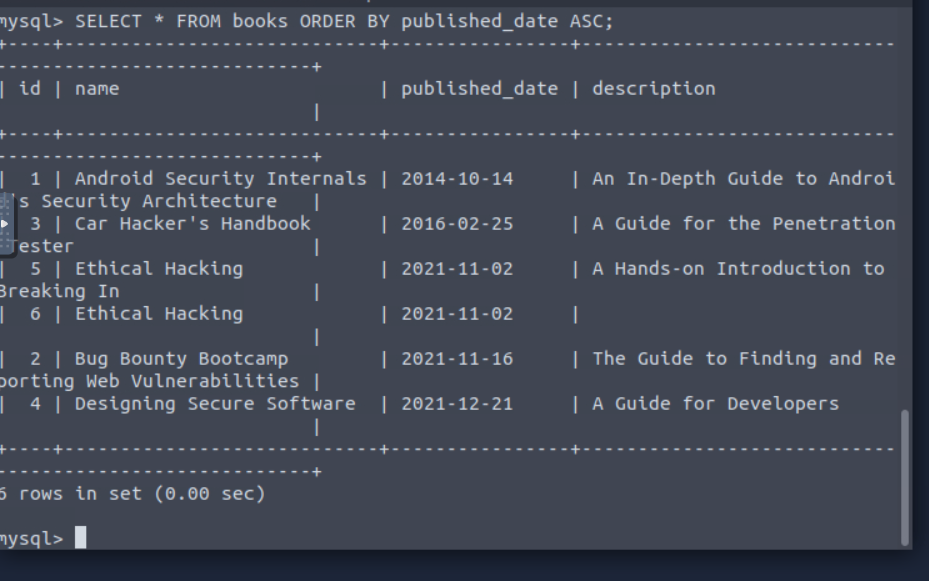 mysql> SELECT * FROM books ORDER BY published_date ASC;
+----+----------------------------+----------------+----------------------------
----------------------------+
| id | name                       | published_date | description
                            |
+----+----------------------------+----------------+----------------------------
----------------------------+
|  1 | Android Security Internals | 2014-10-14     | An In-Depth Guide to Androi
d's Security Architecture   |
|  3 | Car Hacker's Handbook      | 2016-02-25     | A Guide for the Penetration
Tester                      |
|  5 | Ethical Hacking            | 2021-11-02     | A Hands-on Introduction to
Breaking In                 |
|  6 | Ethical Hacking            | 2021-11-02     |
                            |
|  2 | Bug Bounty Bootcamp        | 2021-11-16     | The Guide to Finding and Re
porting Web Vulnerabilities |
|  4 | Designing Secure Software  | 2021-12-21     | A Guide for Developers
                            |
+----+----------------------------+----------------+----------------------------
----------------------------+
6 rows in set (0.00 sec)
mysql>